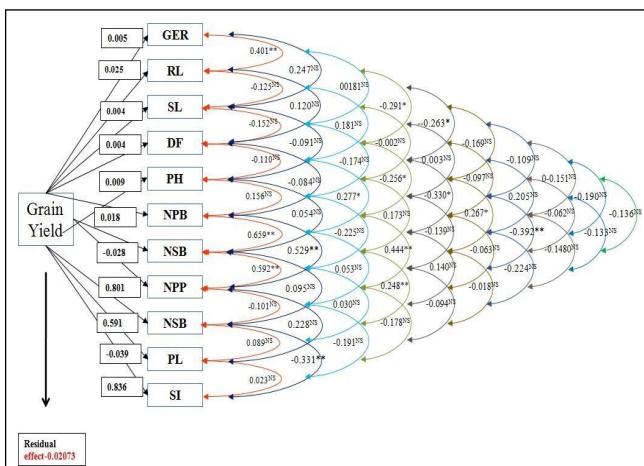 GER
RL
SL
DF
PH
NPB
NSB
NPP
NSB
PL
SI
Grain
Yield
0.005
0.025
0.004
0.004
0.009
0.018
-0.028
0.801
0.591
-0.039
0.836
0.401**
-0.125NS
-0.152NS
-0.110NS
0.156NS
0.659**
0.592**
-0.101NS
0.089NS
0.023NS
0.247NS
0.120NS
-0.091NS
-0.084NS
0.054NS
0.529**
0.095NS
0.228NS
-0.331**
00181NS
0.181NS
-0.174NS
0.277*
-0.225NS
0.053NS
0.030NS
-0.191NS
-0.291*
-0.002NS
-0.256*
0.173NS
0.444**
0.248**
-0.178NS
-0.263*
0.003NS
-0.330*
-0.139NS
0.140NS
-0.094NS
-0.169NS
-0.097NS
0.267*
-0.063NS
-0.018NS
-0.109NS
0.205NS
-0.392**
-0.224NS
-0.151NS
-0.062NS
-0.1480NS
-0.190NS
-0.133NS
-0.136NS
Residual
effect-0.02073